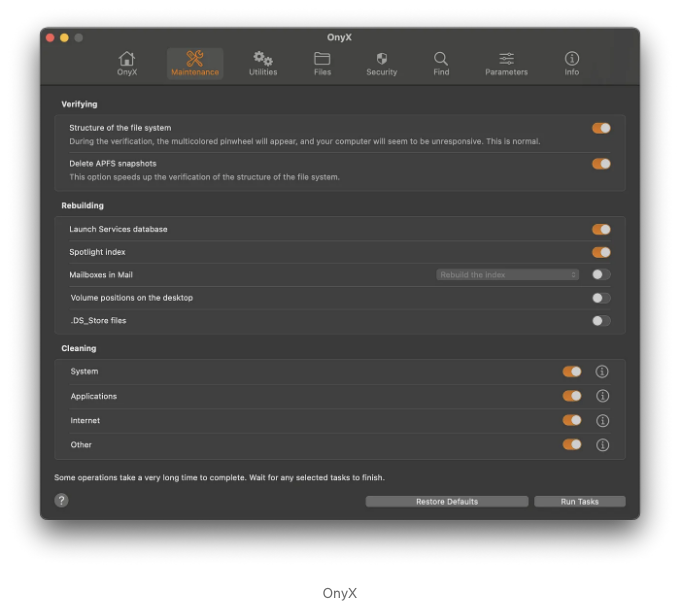 OnyX
OnyX
Maintenance
Utilities
Files
Security
Find
Parameters
Info
Verifying
Structure of the file system
During the verification, the multicolored pinwheel will appear, and your computer will seem to be unresponsive. This is normal.
Delete APFS snapshots
This option speeds up the verification of the structure of the file system.
Rebuilding
Launch Services database
Spotlight index
Mailboxes in Mail
Rebuild the index
Volume positions on the desktop
.DS_Store files
Cleaning
System
Applications
Internet
Other
Some operations take a very long time to complete. Wait for any selected tasks to finish.
?
Restore Defaults
Run Tasks
OnyX